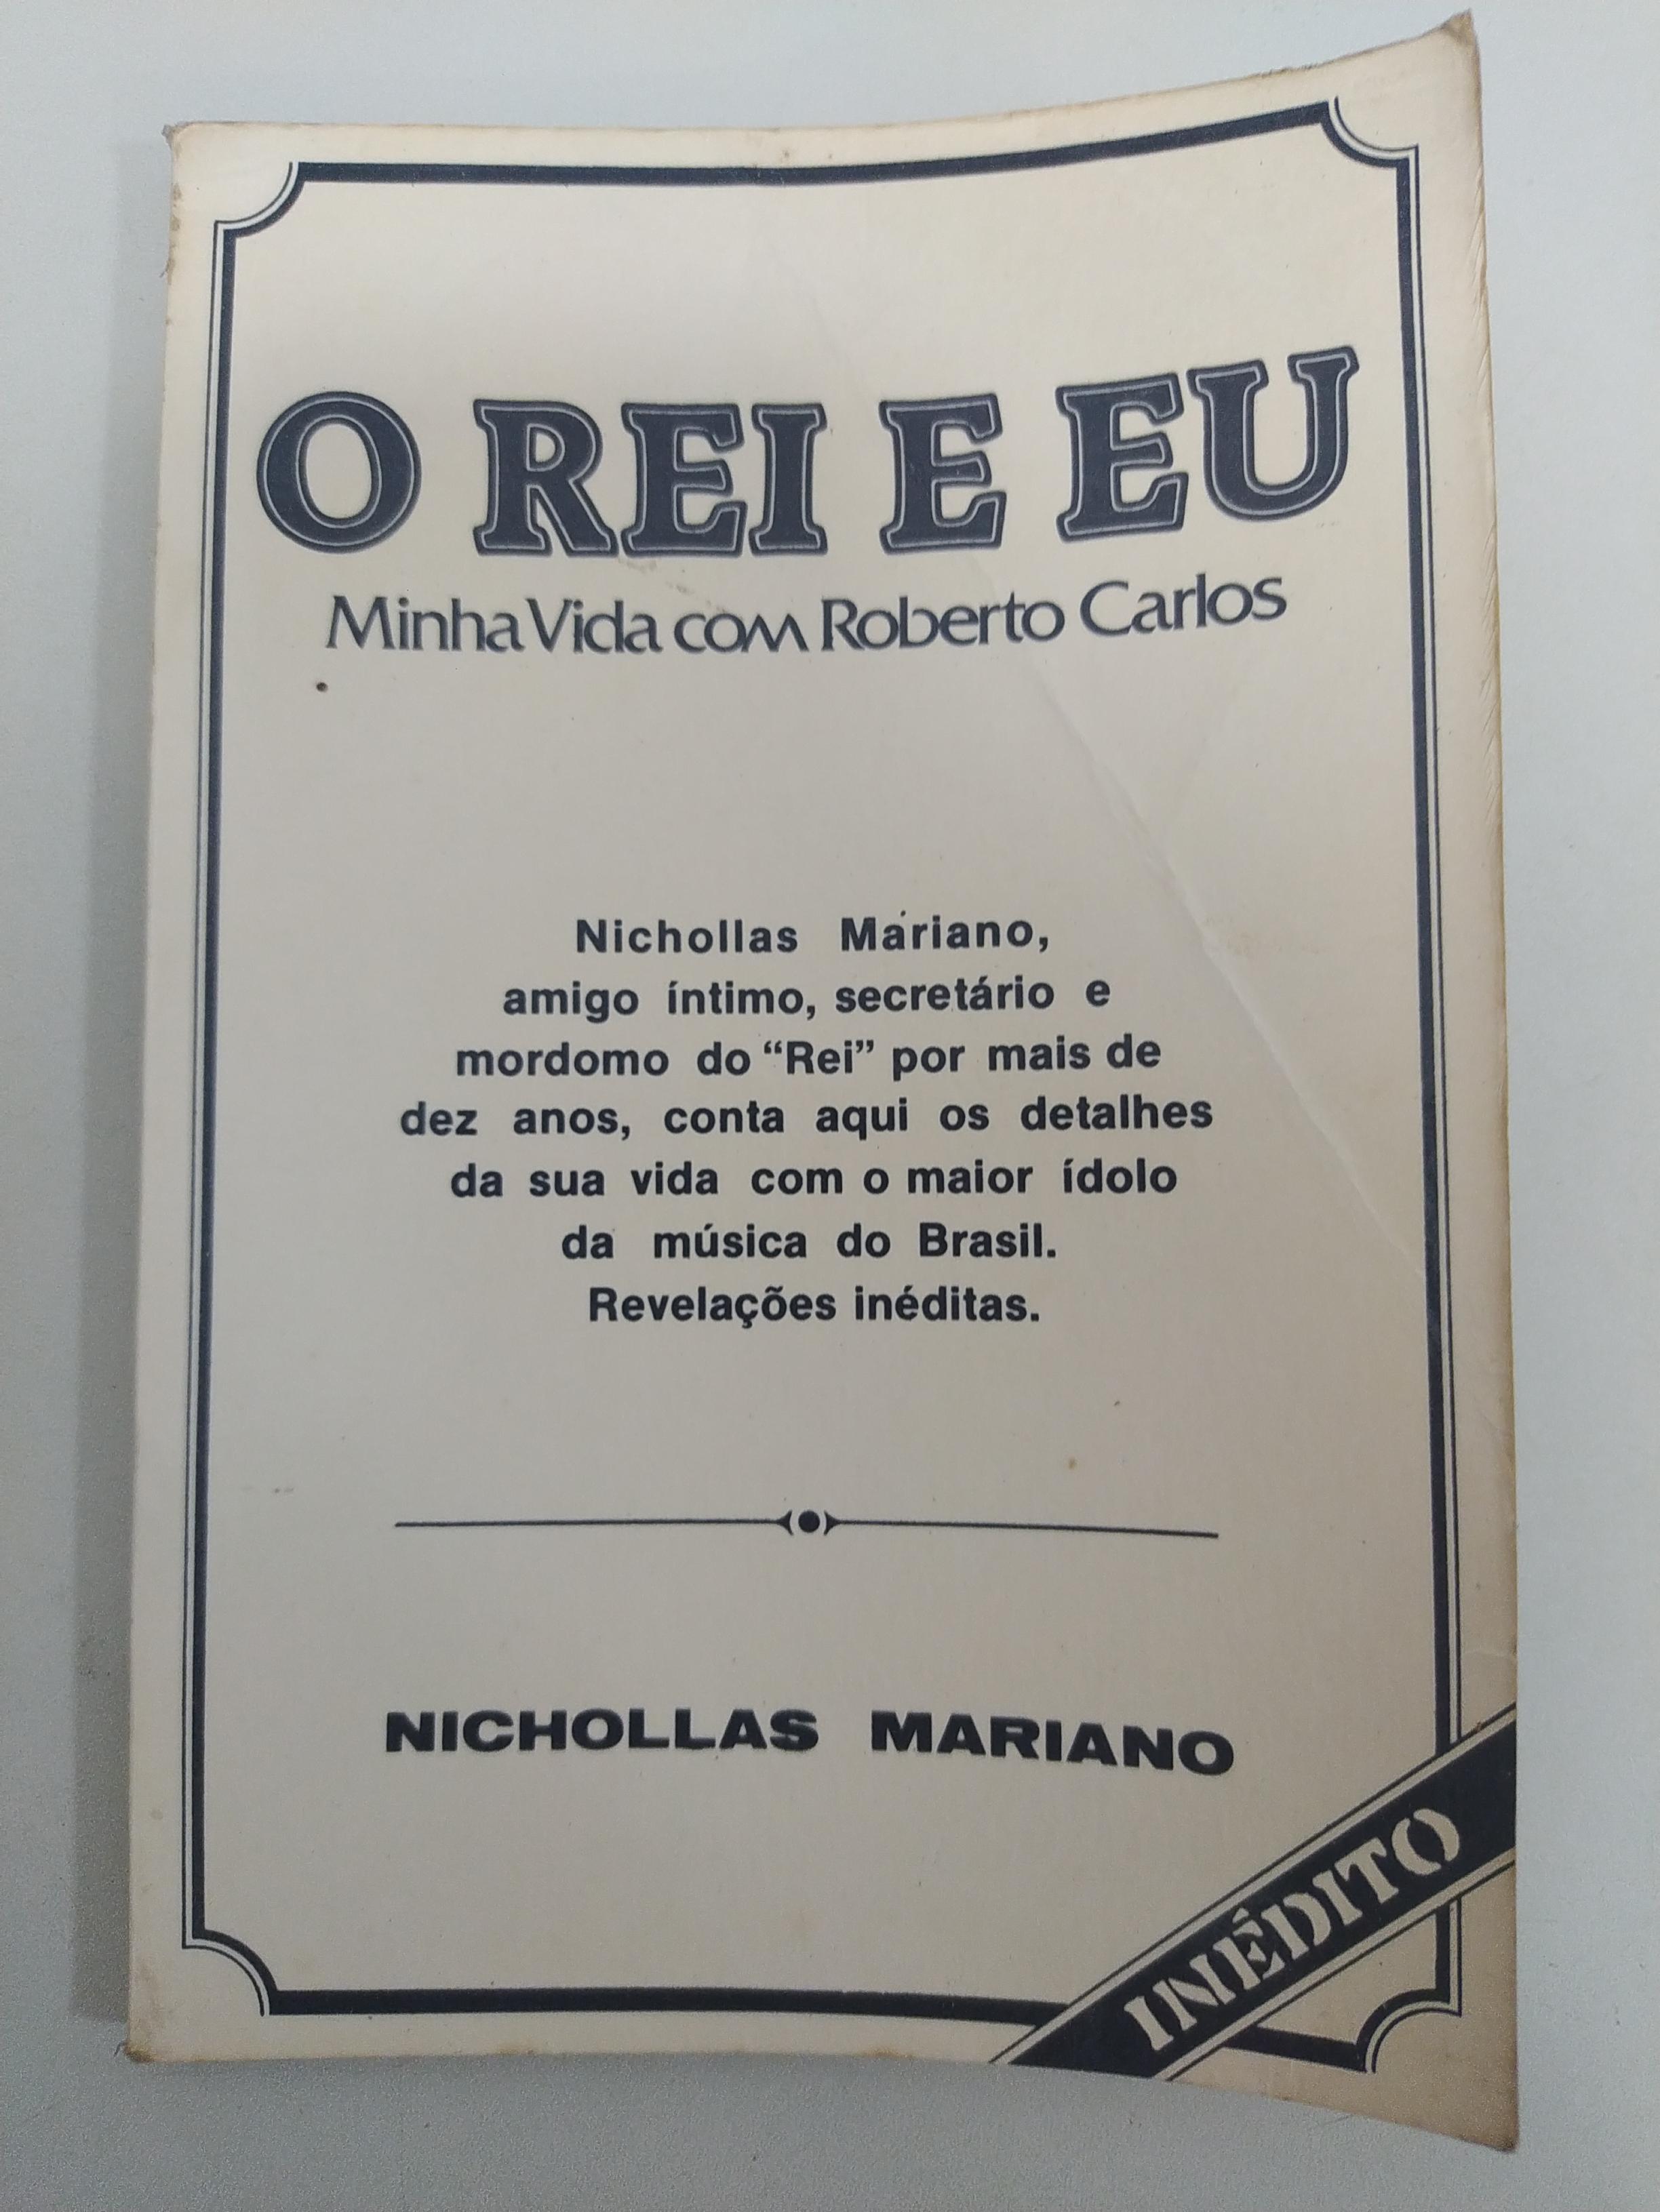 O REI E EU
Minha Vida com Roberto Carlos
Nichollas Mariano,
amigo íntimo, secretário e
mordomo do “Rei” por mais de
dez anos, conta aqui os detalhes
da sua vida com o maior ídolo
da música do Brasil.
Revelações inéditas.
NICHOLLAS MARIANO
INÉDITO